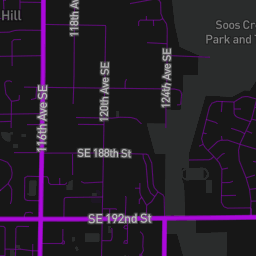 Hill
118th Av
Soos Cr
Park and T
116th Ave SE
120th Ave SE
124th Ave SE
SE 188th St
SE 192nd St